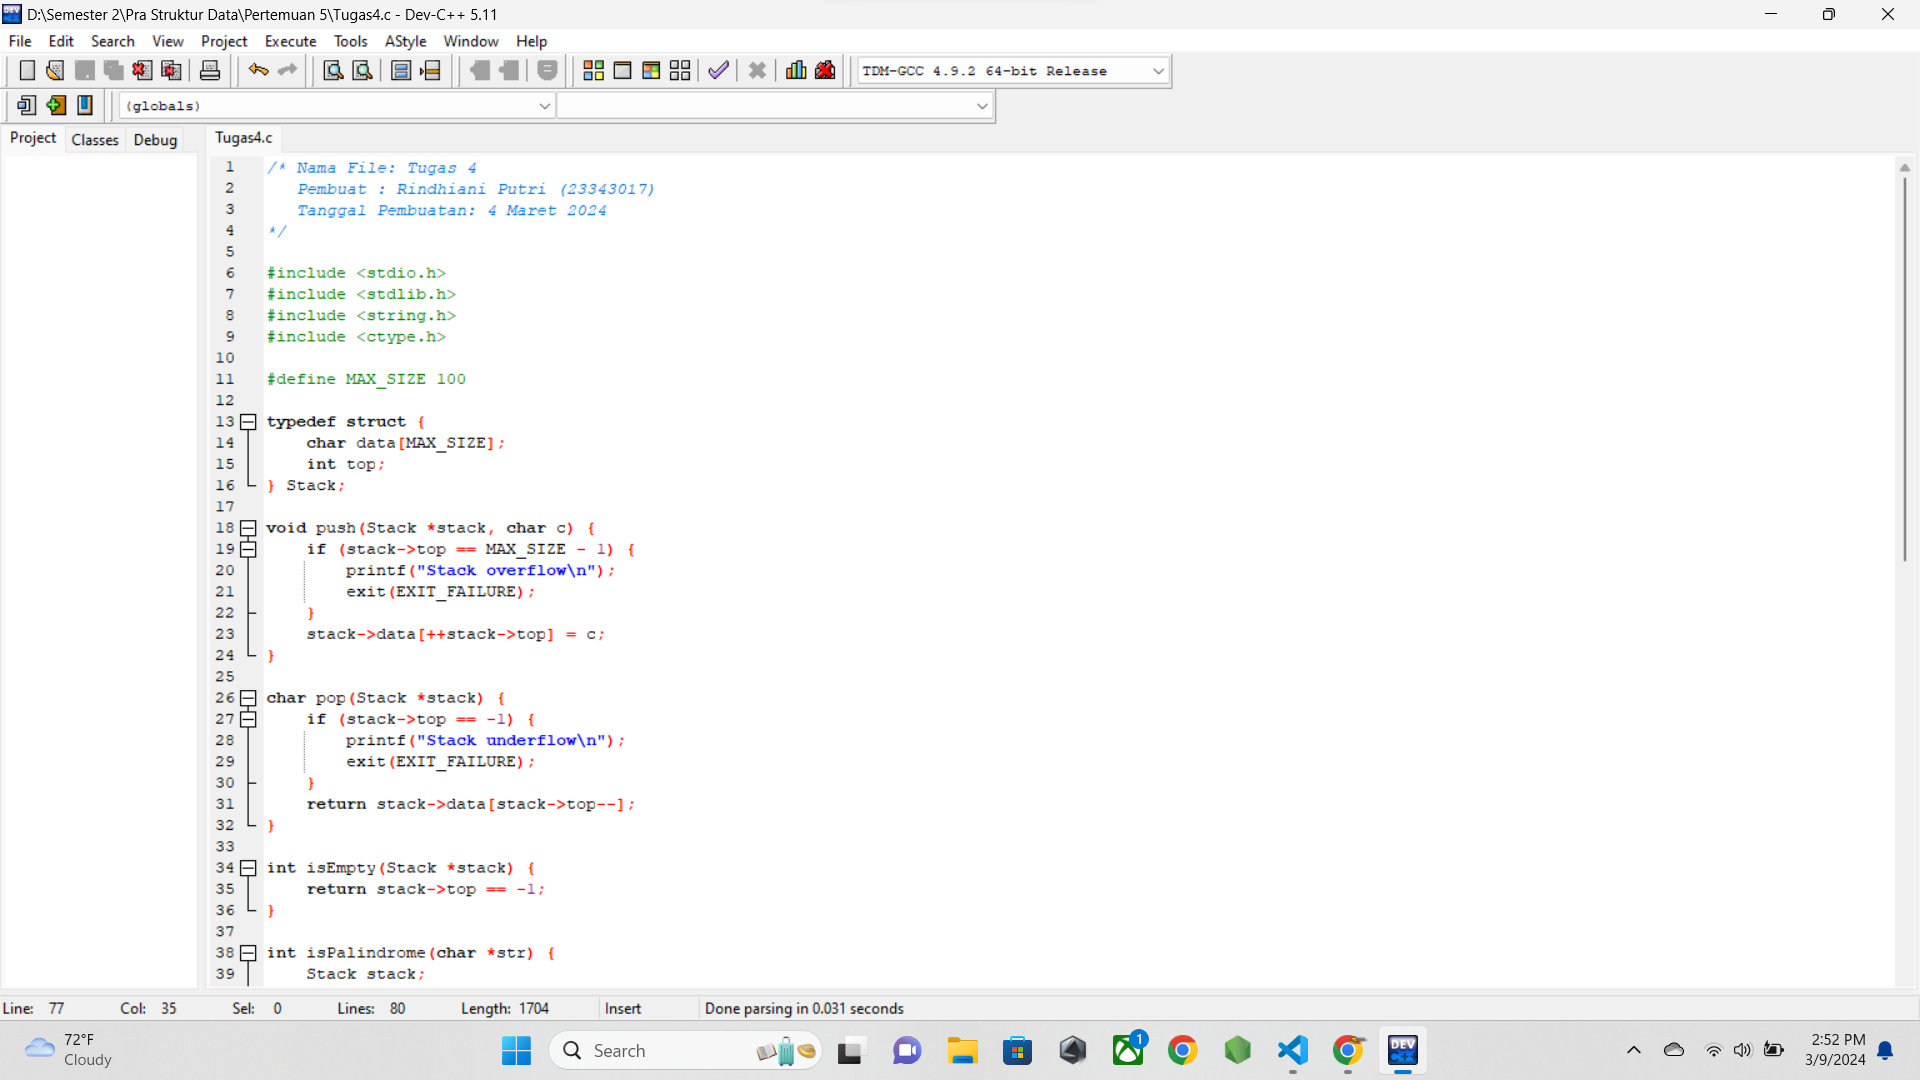 D:\Semester 2\Pra Struktur Data\Pertemuan 5\Tugas4.c - Dev-C++ 5.11
File Edit Search View Project Execute Tools AStyle Window Help
TDM-GCC 4.9.2 64-bit Release
(globals)
Project Classes Debug Tugas4.c
1 /* Nama File: Tugas 4
2 Pembuat : Rindhiani Putri (23343017)
3 Tanggal Pembuatan: 4 Maret 2024
4 */
5
6 #include <stdio.h>
7 #include <stdlib.h>
8 #include <string.h>
9 #include <ctype.h>
10
11 #define MAX_SIZE 100
12
13 typedef struct {
14 char data[MAX_SIZE];
15 int top;
16 } Stack;
17
18 void push(Stack *stack, char c) {
19 if (stack->top == MAX_SIZE - 1) {
20 printf("Stack overflow\n");
21 exit(EXIT_FAILURE);
22 }
23 stack->data[++stack->top] = c;
24 }
25
26 char pop(Stack *stack) {
27 if (stack->top == -1) {
28 printf("Stack underflow\n");
29 exit(EXIT_FAILURE);
30 }
31 return stack->data[stack->top--];
32 }
33
34 int isEmpty(Stack *stack) {
35 return stack->top == -1;
36 }
37
38 int isPalindrome(char *str) {
39 Stack stack;
Line: 77 Col: 35 Sel: 0 Lines: 80 Length: 1704 Insert Done parsing in 0.031 seconds
72°F
Cloudy
Search
1
DEV
C++
2:52 PM
3/9/2024